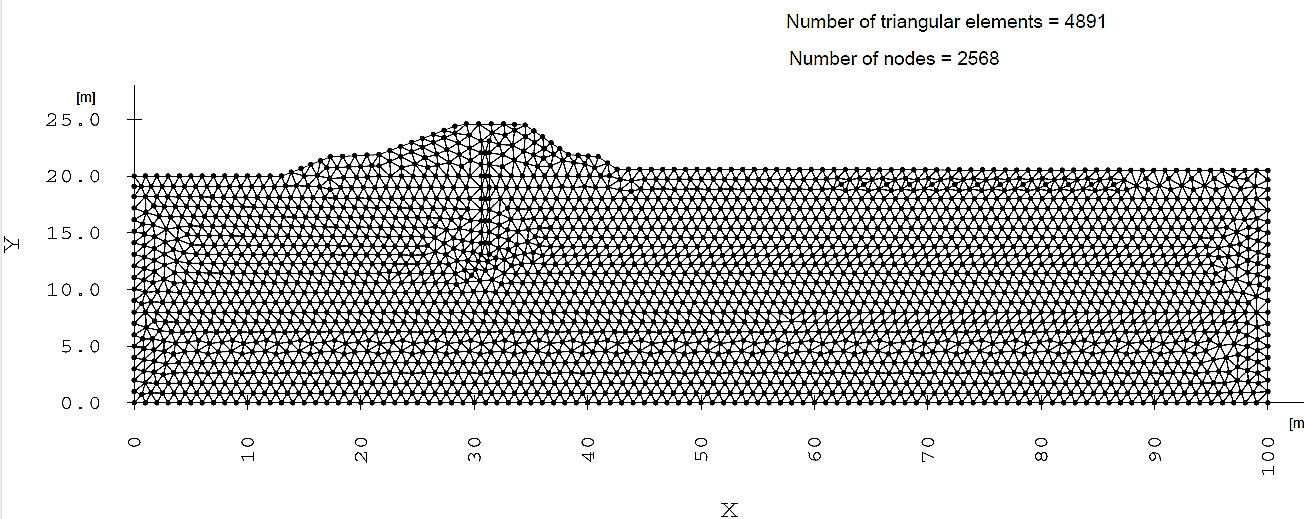 Number of triangular elements = 4891
Number of nodes = 2568
[m]
25.0
20.0
15.0
10.0
5.0
0.0
Y
[m
0 10 20 30 40 50 60 70 80 90 100
X